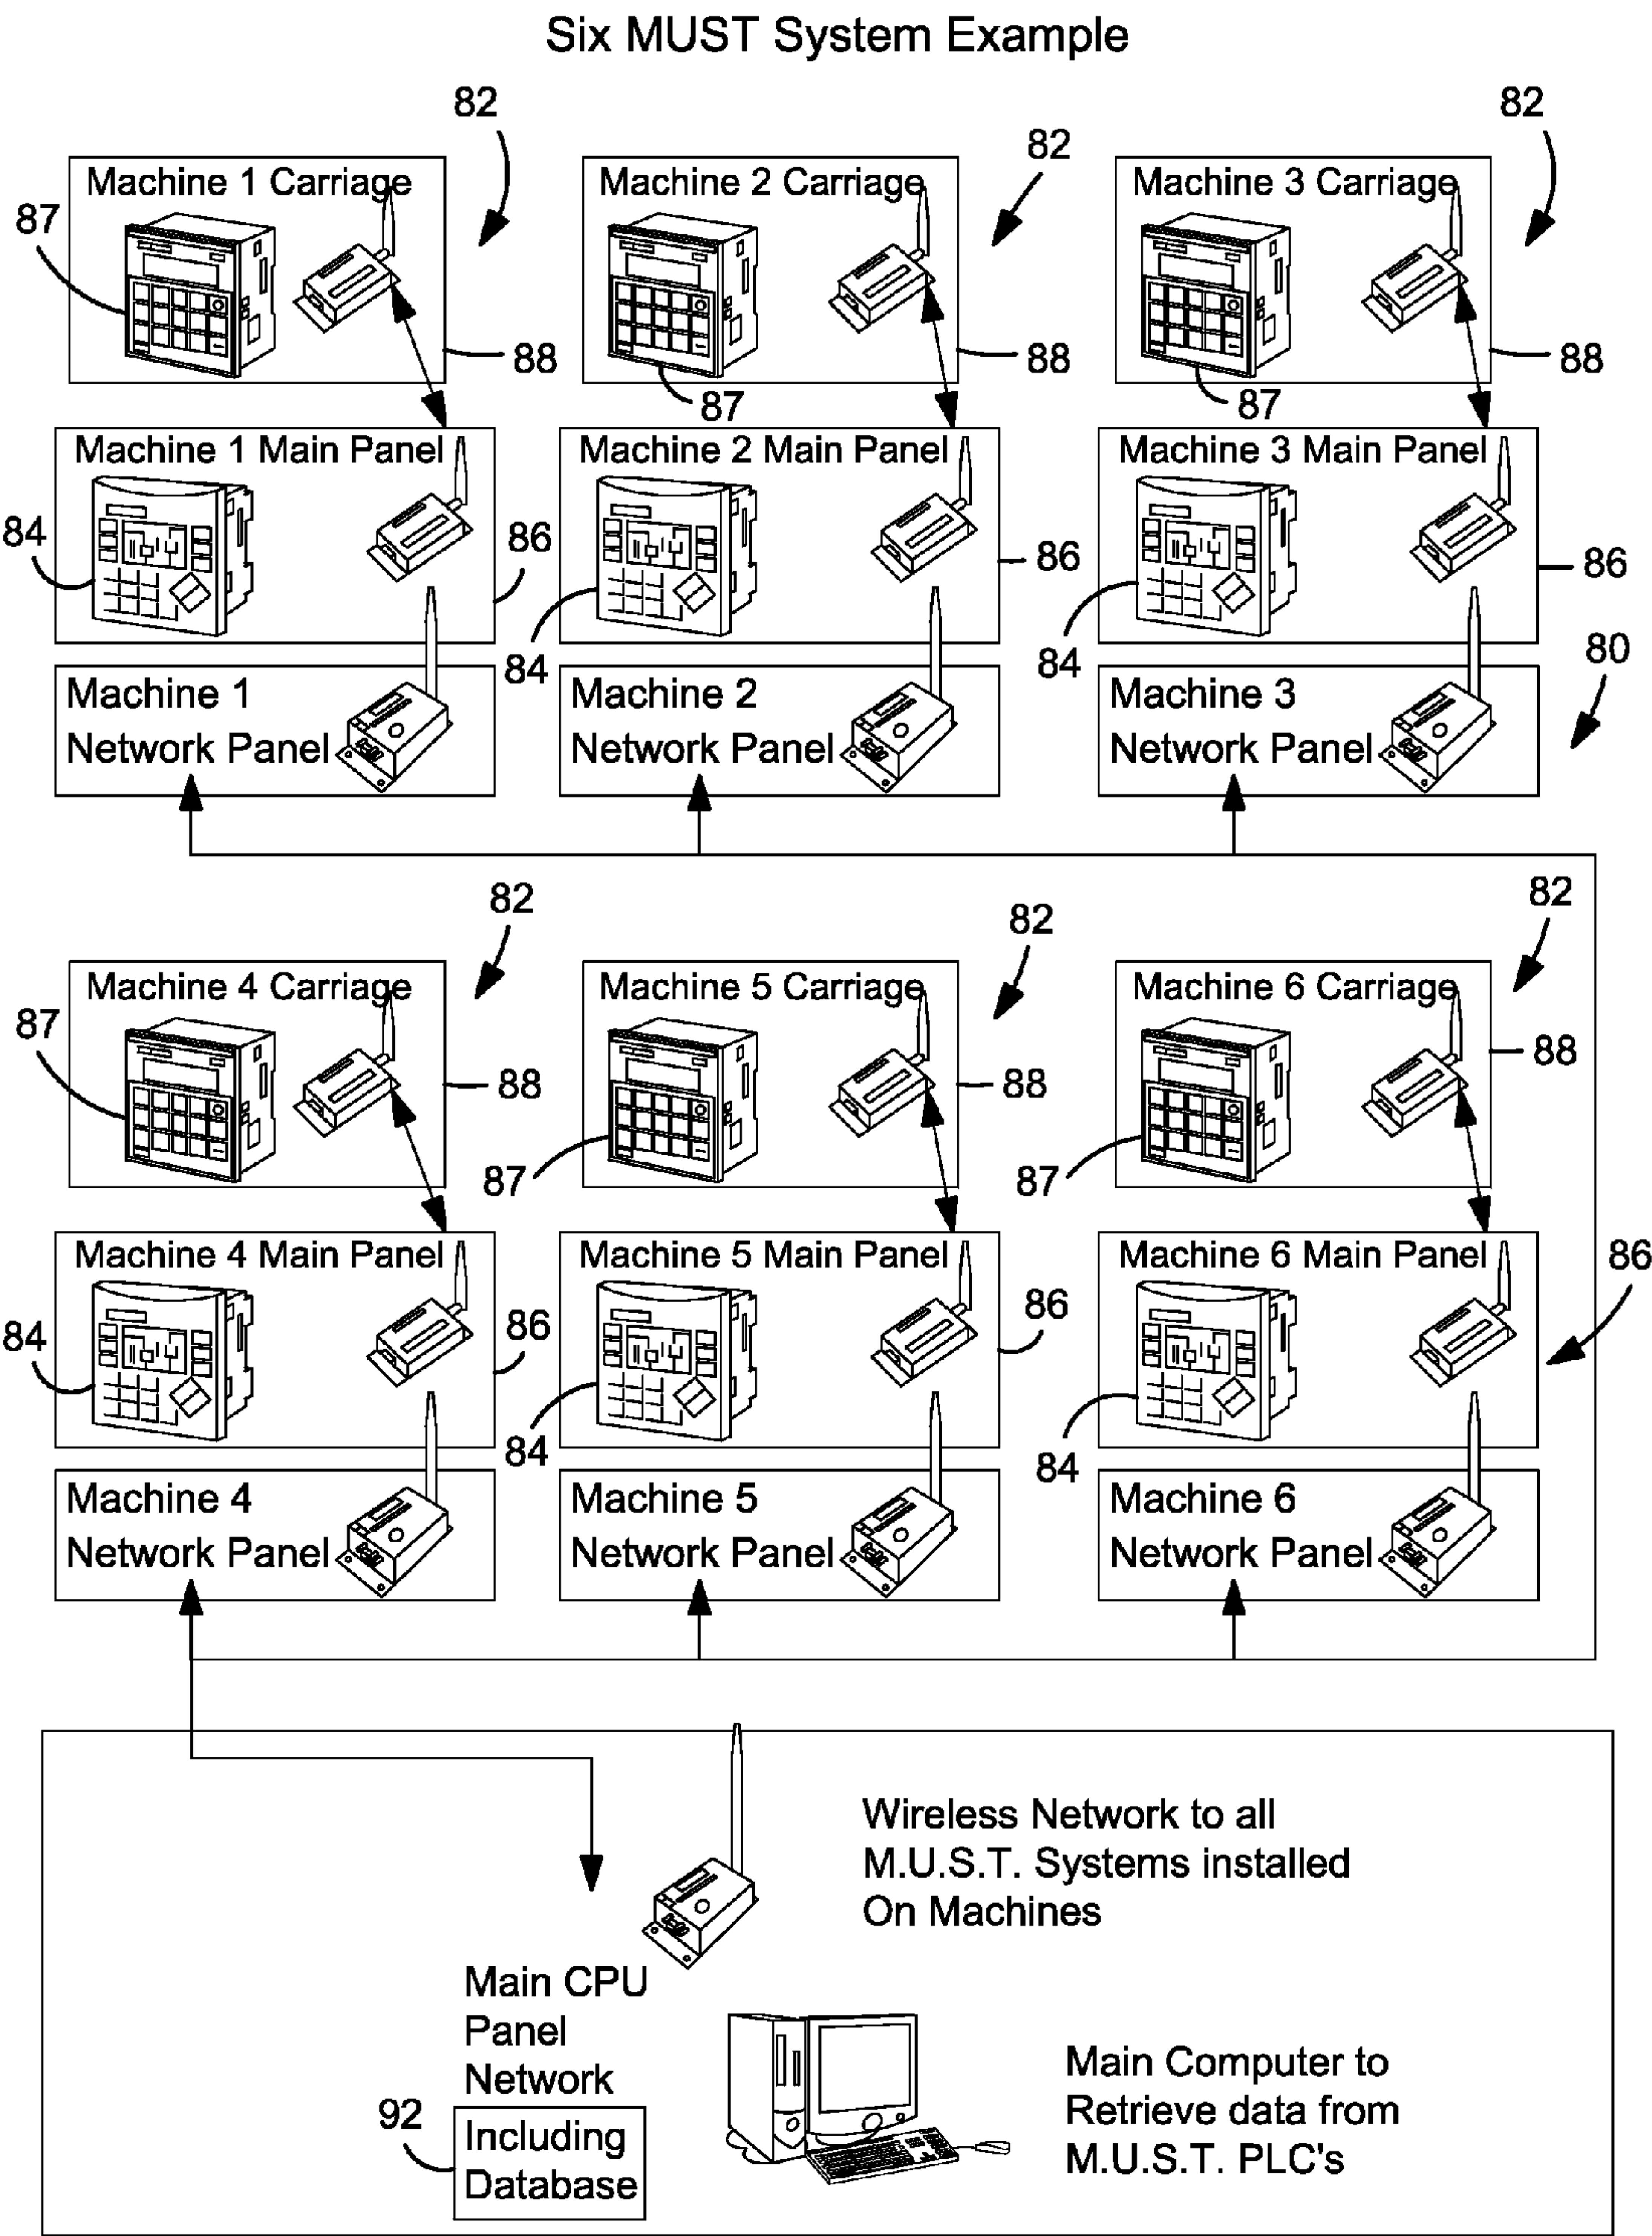 Six MUST System Example
82
82
82
Machine 1 Carriage
Machine 2 Carriage
Machine 3 Carriage
87
88
87
88
87
88
Machine 1 Main Panel
Machine 2 Main Panel
Machine 3 Main Panel
84
86
84
86
84
86
80
Machine 1
Network Panel
Machine 2
Network Panel
Machine 3
Network Panel
82
82
82
Machine 4 Carriage
Machine 5 Carriage
Machine 6 Carriage
87
88
87
88
87
88
Machine 4 Main Panel
Machine 5 Main Panel
Machine 6 Main Panel
84
86
84
86
84
86
Machine 4
Network Panel
Machine 5
Network Panel
Machine 6
Network Panel
Wireless Network to all
M.U.S.T. Systems installed
On Machines
Main CPU
Panel
Network
92
Including
Database
Main Computer to
Retrieve data from
M.U.S.T. PLC's